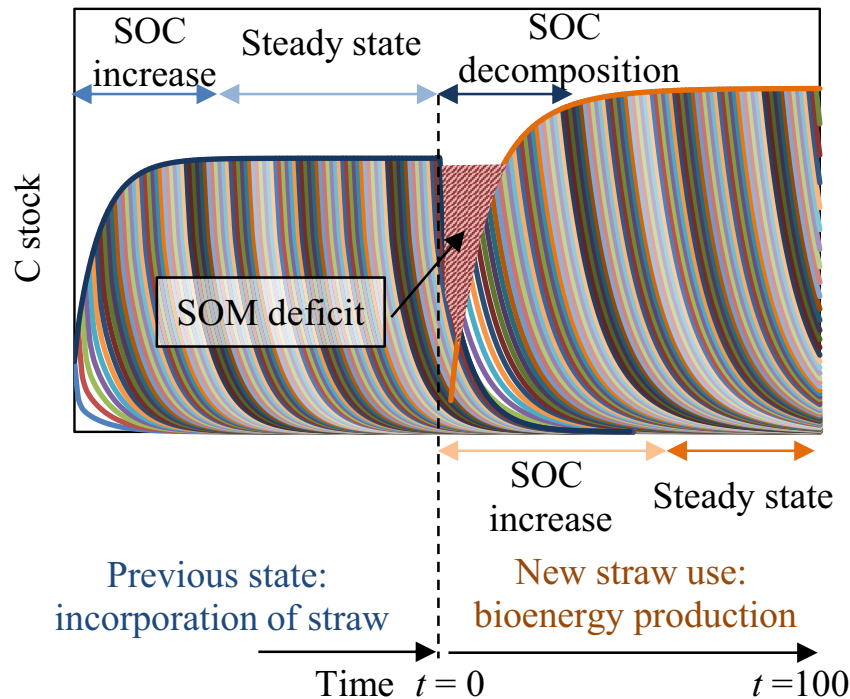 SOC
increase
Steady state
SOC
decomposition
C stock
SOM deficit
SOC
increase
Steady state
Previous state:
incorporation of straw
New straw use:
bioenergy production
Time t = 0
t =100